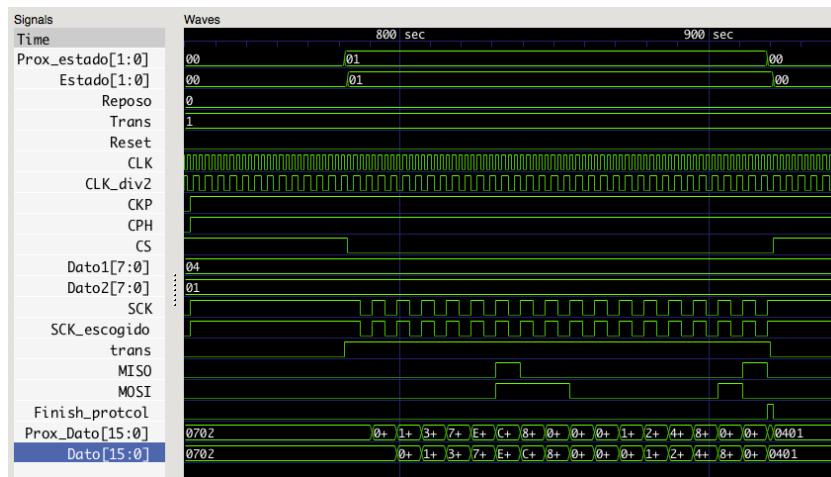 Signals Waves
Time 800 sec 900 sec
Prox_estado[1:0] 00 01 00
Estado[1:0] 00 01 00
Reposo 0
Trans 1
Reset
CLK
CLK_div2
CKP
CPH
CS
Dato1[7:0] 04
Dato2[7:0] 01
SCK
SCK_escogido
trans
MISO
MOSI
Finish_protcol
Prox_Dato[15:0] 0702 0+ 1+ 3+ 7+ E+ C+ 8+ 0+ 0+ 0+ 1+ 2+ 4+ 8+ 0+ 0+ 0401
Dato[15:0] 0702 0+ 1+ 3+ 7+ E+ C+ 8+ 0+ 0+ 0+ 1+ 2+ 4+ 8+ 0+ 0401